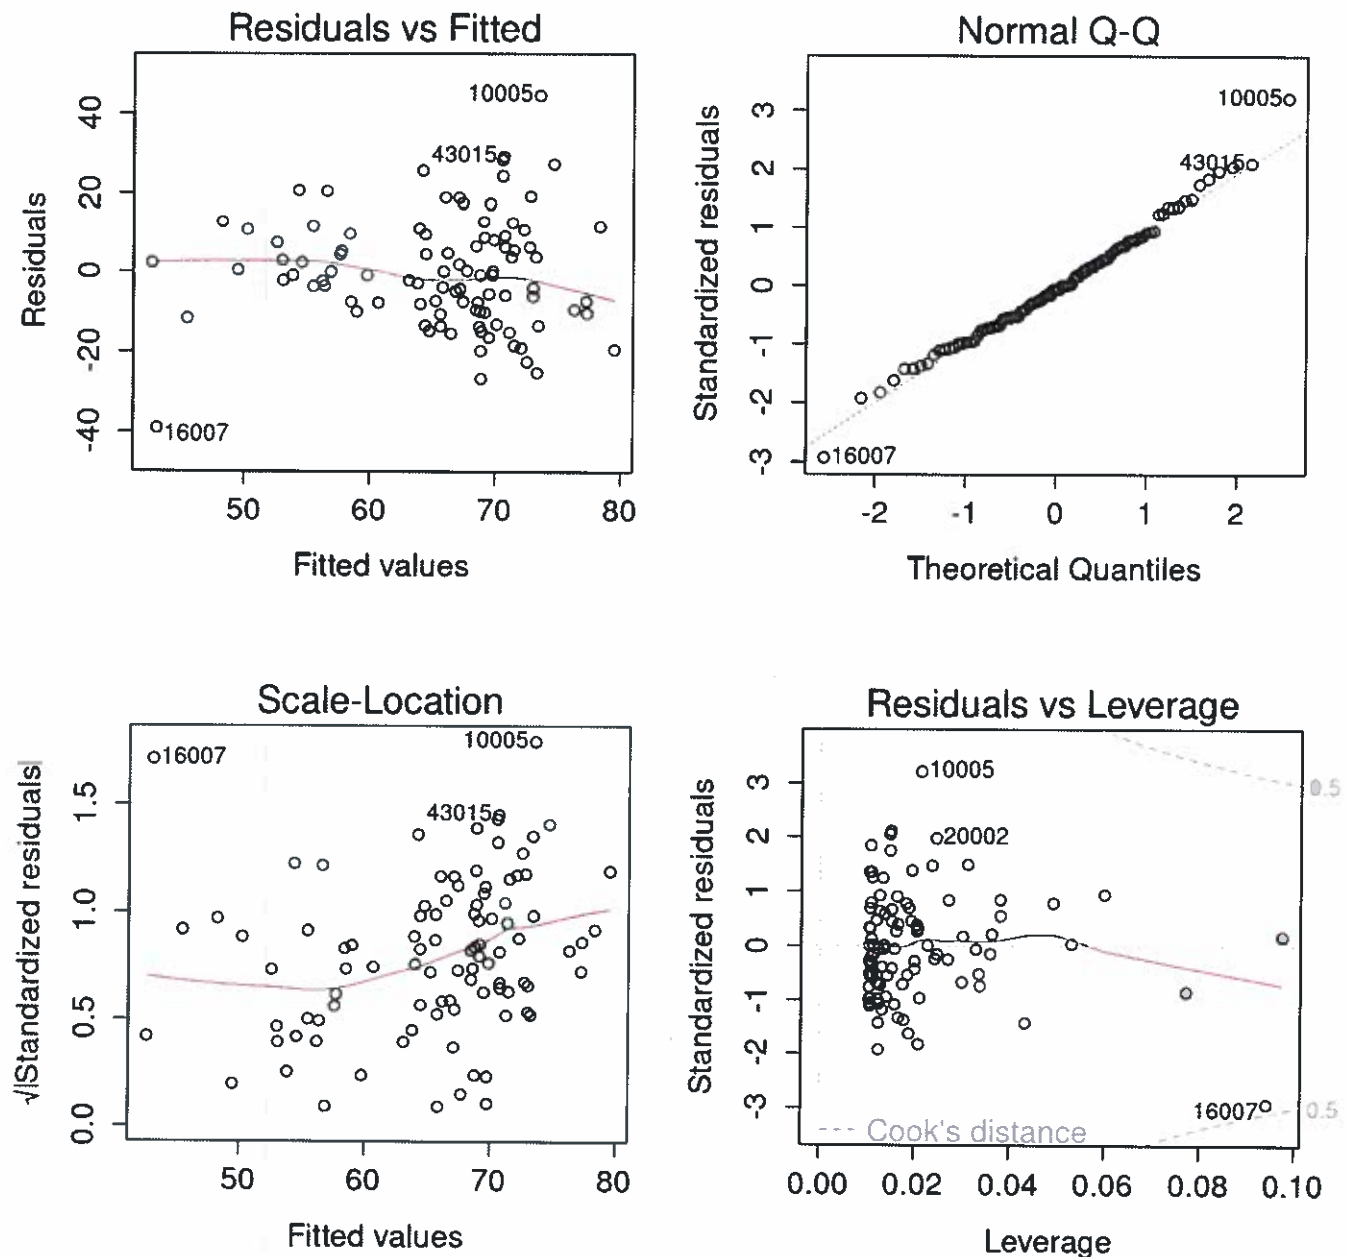 Residuals vs Fitted
Residuals
40
20
0
-20
-40
10005
43015
16007
50 60 70 80
Fitted values
Normal Q-Q
Standardized residuals
3
2
1
0
-1
-2
-3
10005
43015
16007
-2 -1 0 1 2
Theoretical Quantiles
Scale-Location
√|Standardized residuals|
1.5
1.0
0.5
0.0
16007
10005
43015
50 60 70 80
Fitted values
Residuals vs Leverage
Standardized residuals
3
2
1
0
-1
-2
-3
10005
20002
16007
0.5
0.5
Cook's distance
0.00 0.02 0.04 0.06 0.08 0.10
Leverage